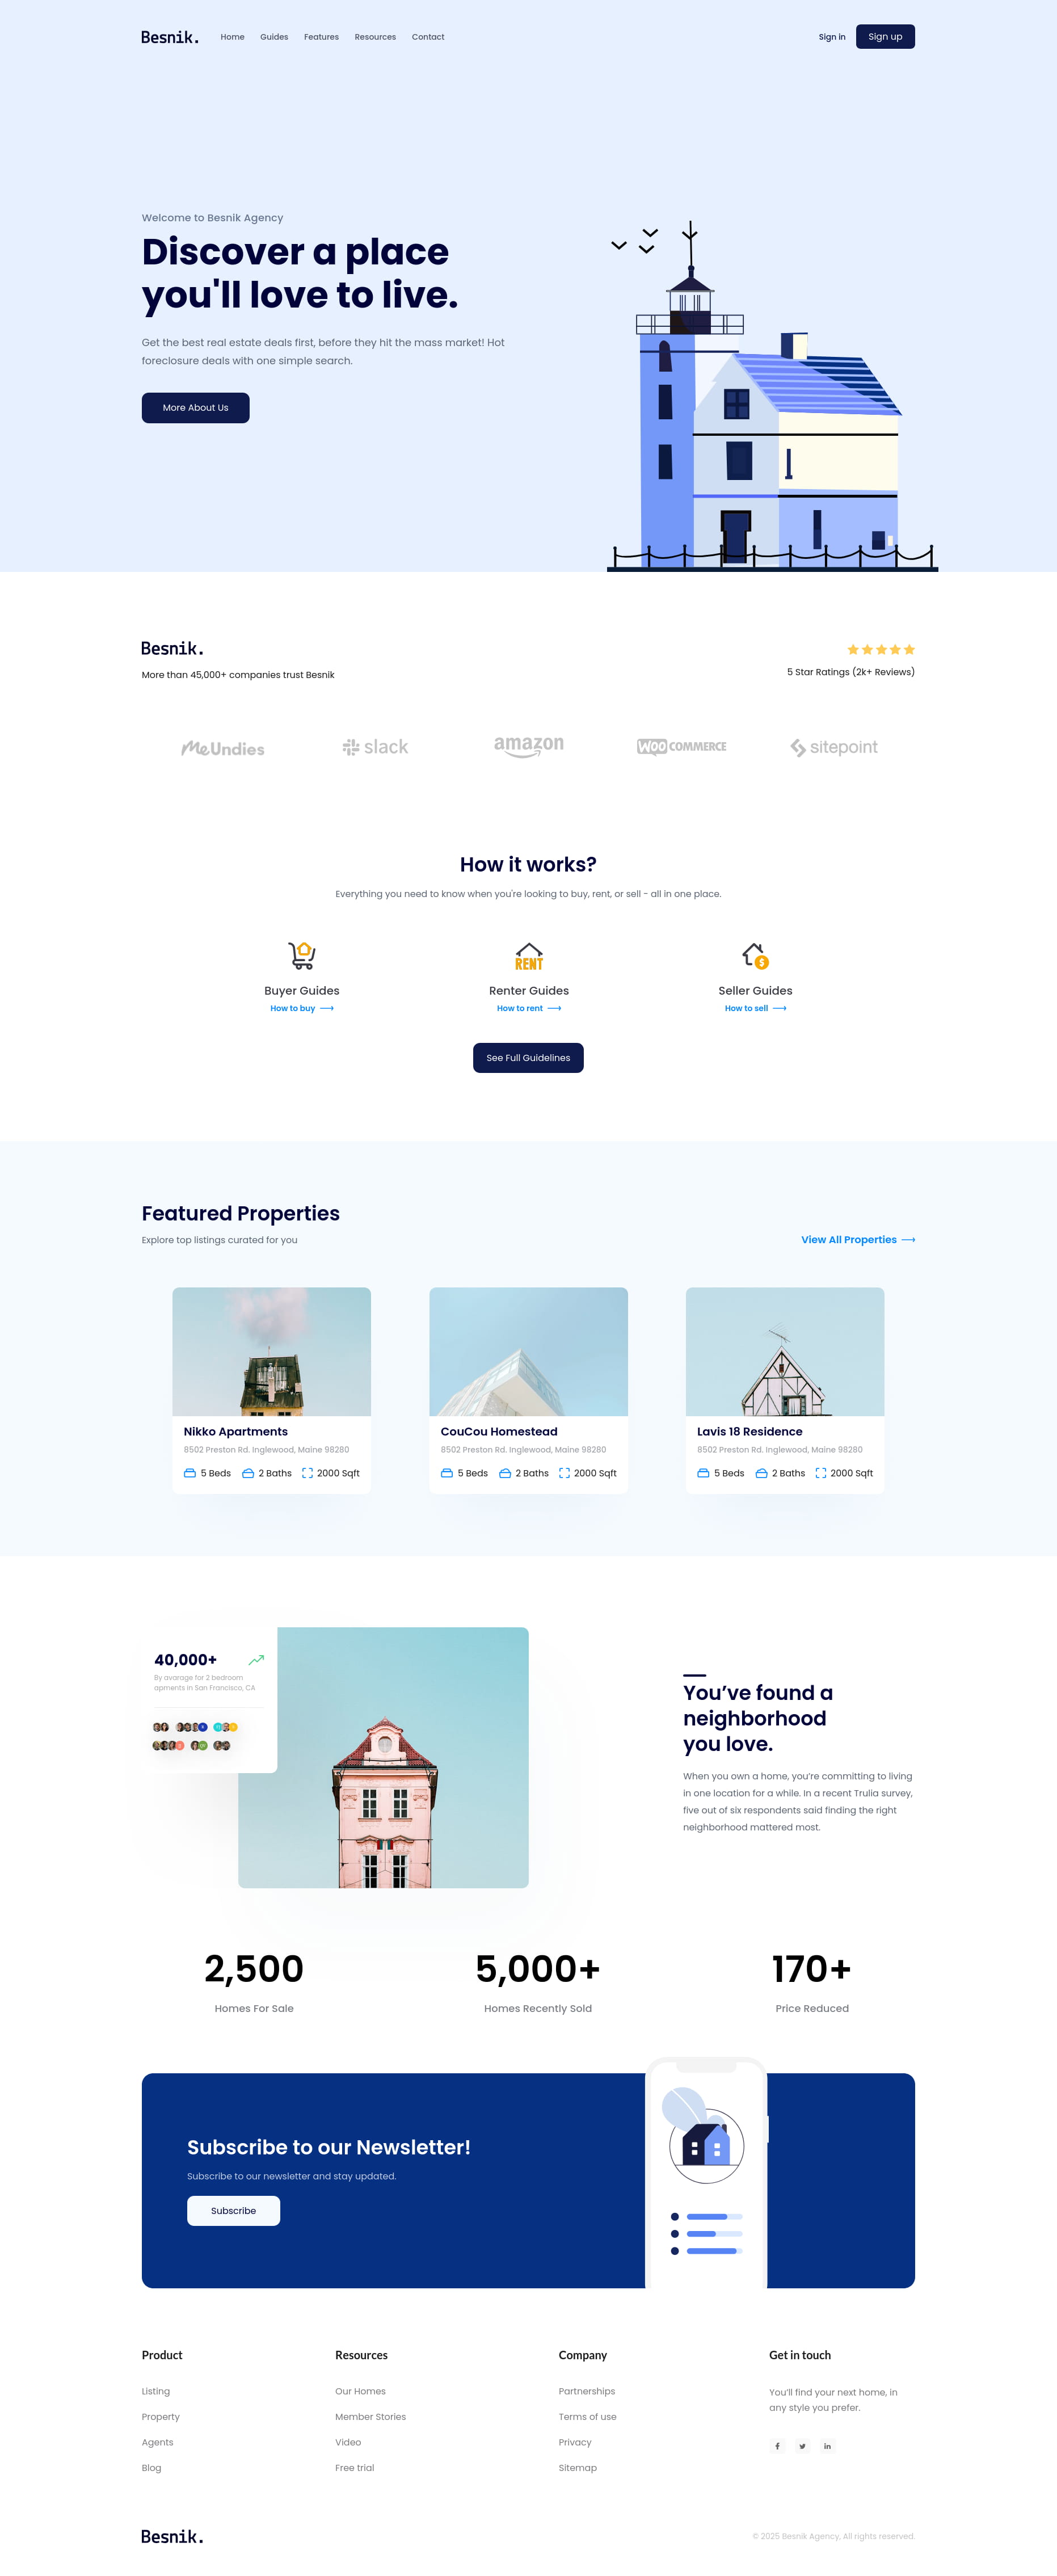 Besnik.
Home
Guides
Features
Resources
Contact
Sign in
Sign up
Welcome to Besnik Agency
Discover a place
you'll love to live.
Get the best real estate deals first, before they hit the mass market! Hot
foreclosure deals with one simple search.
More About Us
Besnik.
More than 45,000+ companies trust Besnik
5 Star Ratings (2k+ Reviews)
MeUndies
slack
amazon
WOO COMMERCE
sitepoint
How it works?
Everything you need to know when you're looking to buy, rent, or sell - all in one place.
RENT
$
Buyer Guides
Renter Guides
Seller Guides
How to buy
How to rent
How to sell
See Full Guidelines
Featured Properties
Explore top listings curated for you
View All Properties
Nikko Apartments
8502 Preston Rd. Inglewood, Maine 98280
5 Beds
2 Baths
2000 Sqft
CouCou Homestead
8502 Preston Rd. Inglewood, Maine 98280
5 Beds
2 Baths
2000 Sqft
Lavis 18 Residence
8502 Preston Rd. Inglewood, Maine 98280
5 Beds
2 Baths
2000 Sqft
40,000+
By avarage for 2 bedroom
apments in San Francisco, CA
You've found a
neighborhood
you love.
When you own a home, you're committing to living
in one location for a while. In a recent Trulia survey,
five out of six respondents said finding the right
neighborhood mattered most.
2,500
Homes For Sale
5,000+
Homes Recently Sold
170+
Price Reduced
Subscribe to our Newsletter!
Subscribe to our newsletter and stay updated.
Subscribe
Product
Listing
Property
Agents
Blog
Resources
Our Homes
Member Stories
Video
Free trial
Company
Partnerships
Terms of use
Privacy
Sitemap
Get in touch
You'll find your next home, in
any style you prefer.
f
in
Besnik.
© 2025 Besnik Agency, All rights reserved.